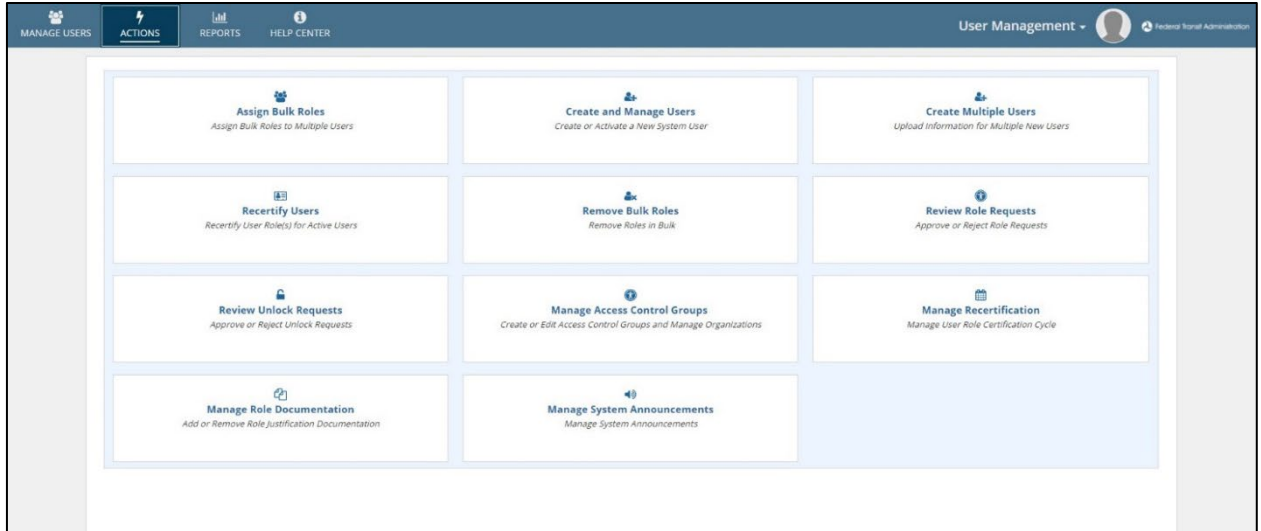 MANAGE USERS
ACTIONS
REPORTS
HELP CENTER
User Management
Federal Transit Administration
Assign Bulk Roles
Assign Bulk Roles to Multiple Users
Create and Manage Users
Create or Activate a New System User
Create Multiple Users
Upload Information for Multiple New Users
Recertify Users
Recertify User Role(s) for Active Users
Remove Bulk Roles
Remove Roles in Bulk
Review Role Requests
Approve or Reject Role Requests
Review Unlock Requests
Approve or Reject Unlock Requests
Manage Access Control Groups
Create or Edit Access Control Groups and Manage Organizations
Manage Recertification
Manage User Role Certification Cycle
Manage Role Documentation
Add or Remove Role Justification Documentation
Manage System Announcements
Manage System Announcements